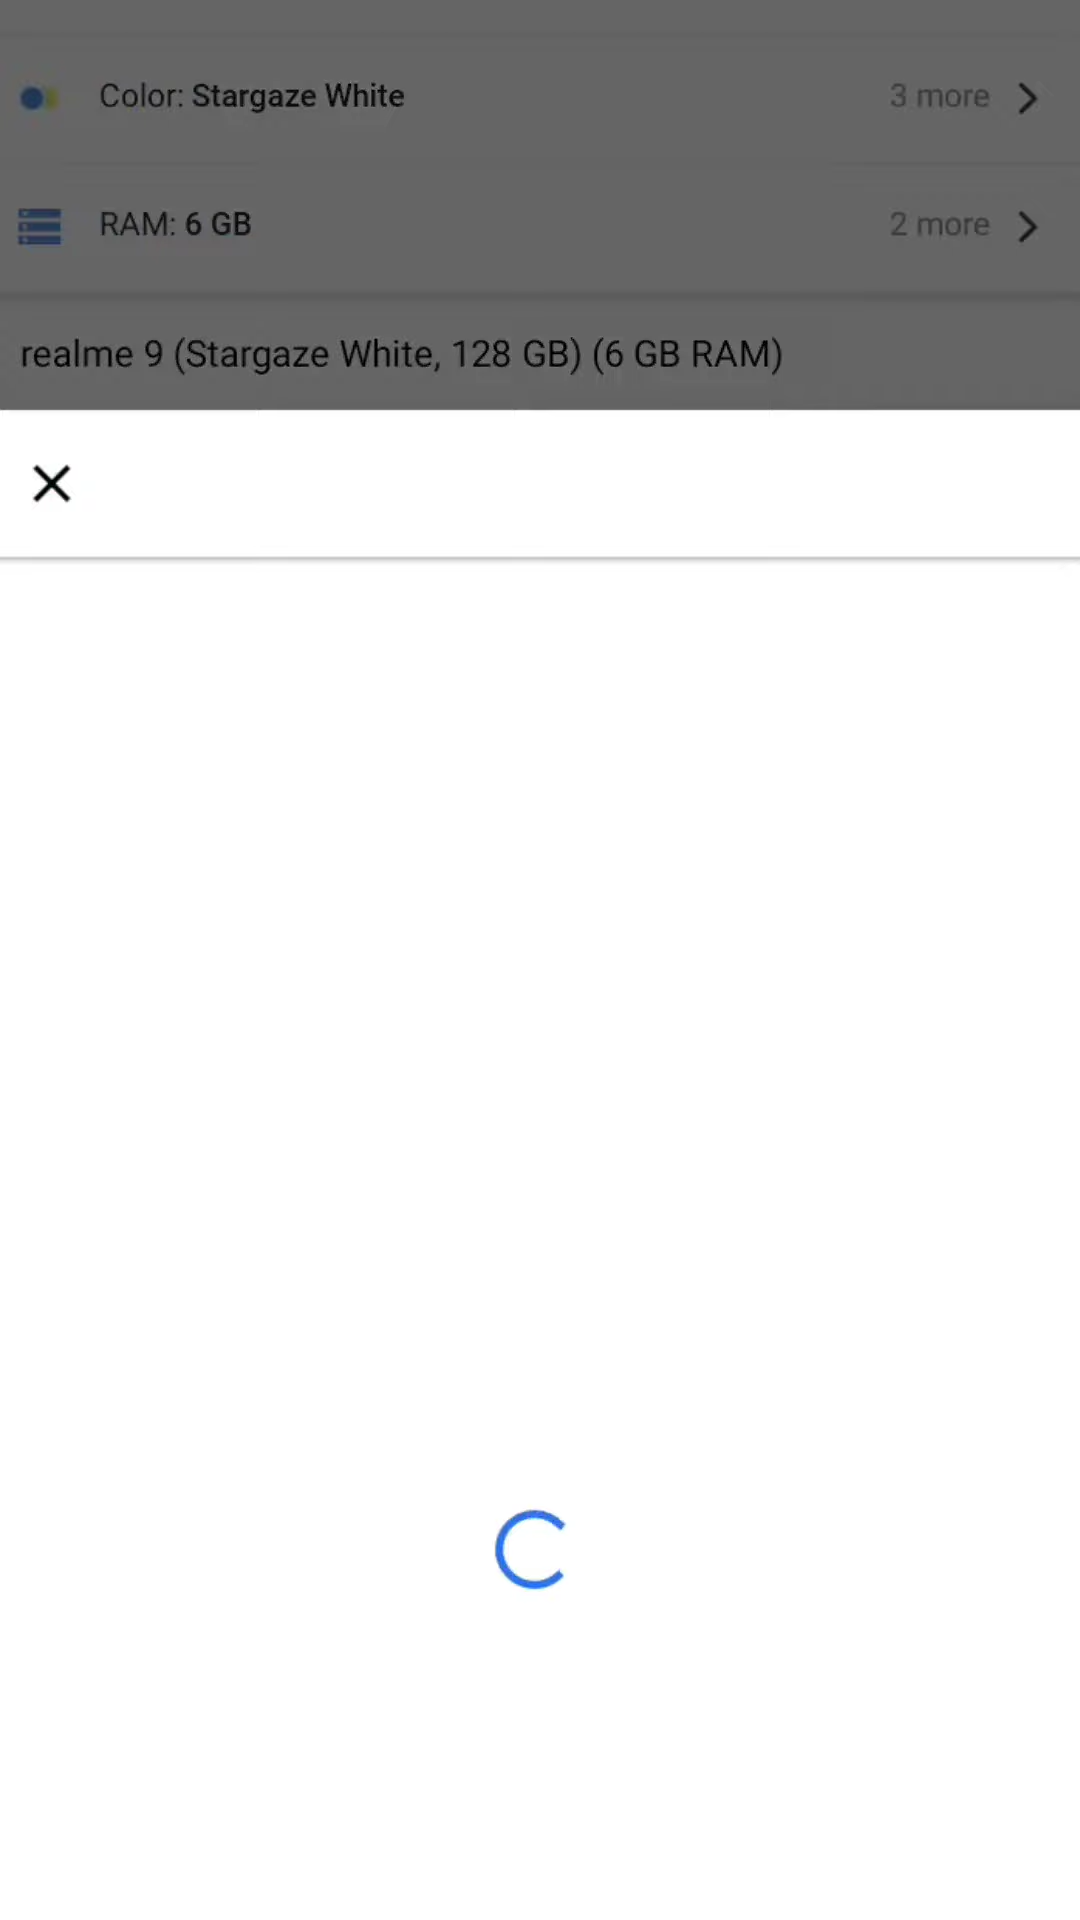 Color: Stargaze White 3 more
RAM: 6 GB 2 more
realme 9 (Stargaze White, 128 GB) (6 GB RAM)